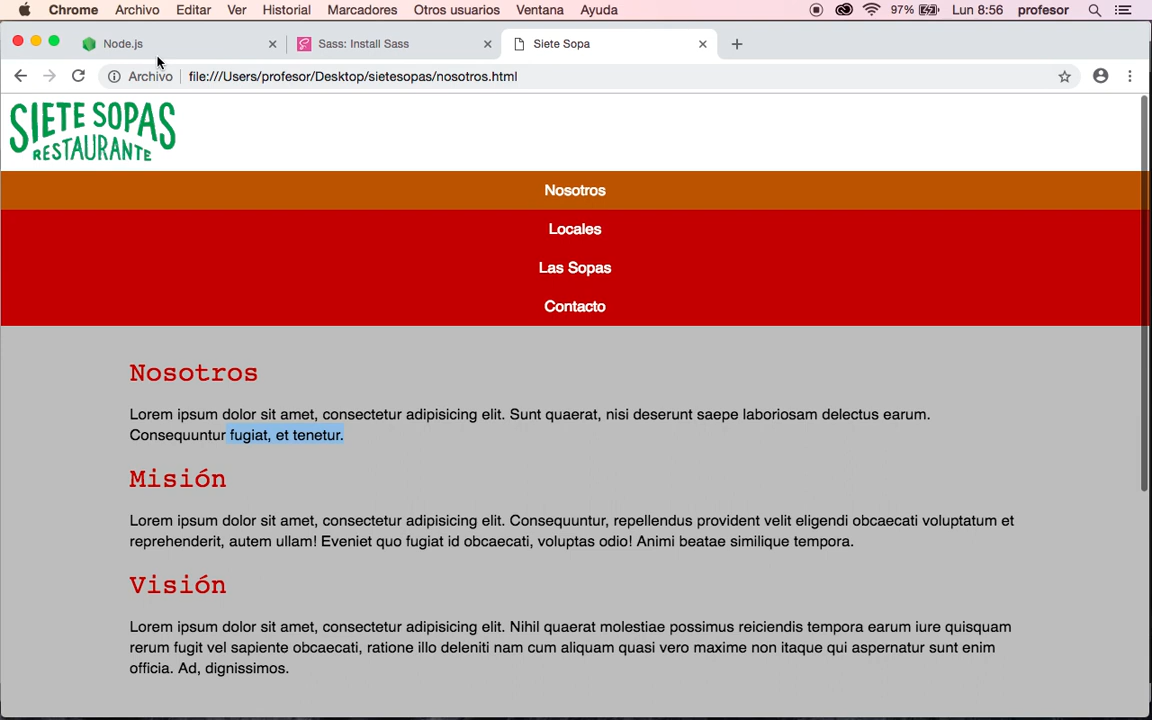 Chrome Archivo Editar Ver Historial Marcadores Otros usuarios Ventana Ayuda 97% Lun 8:56 profesor
Node.js Sass: Install Sass Siete Sopa
Archivo file:///Users/profesor/Desktop/sietesopas/nosotros.html
SIETE SOPAS
RESTAURANTE
Nosotros
Locales
Las Sopas
Contacto
Nosotros
Lorem ipsum dolor sit amet, consectetur adipisicing elit. Sunt quaerat, nisi deserunt saepe laboriosam delectus earum.
Consequuntur fugiat, et tenetur.
Misión
Lorem ipsum dolor sit amet, consectetur adipisicing elit. Consequuntur, repellendus provident velit eligendi obcaecati voluptatum et
reprehenderit, autem ullam! Eveniet quo fugiat id obcaecati, voluptas odio! Animi beatae similique tempora.
Visión
Lorem ipsum dolor sit amet, consectetur adipisicing elit. Nihil quaerat molestiae possimus reiciendis tempora earum iure quisquam
rerum fugit vel sapiente obcaecati, ratione illo deleniti nam cum aliquam quasi vero maxime non itaque qui aspernatur sunt enim
officia. Ad, dignissimos.